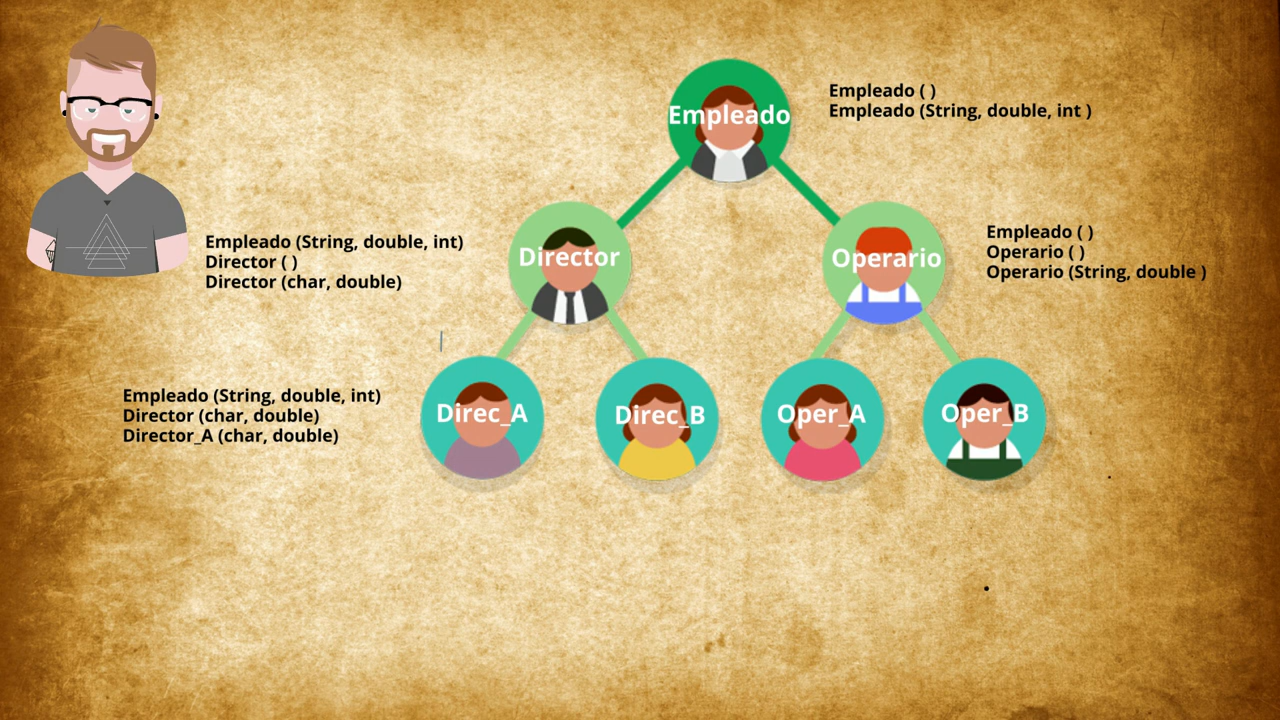 Empleado
Empleado ( )
Empleado (String, double, int )
Director
Empleado (String, double, int)
Director ( )
Director (char, double)
Operario
Empleado ( )
Operario ( )
Operario (String, double )
Empleado (String, double, int)
Director (char, double)
Director_A (char, double)
Direc_A
Direc_B
Oper_A
Oper_B